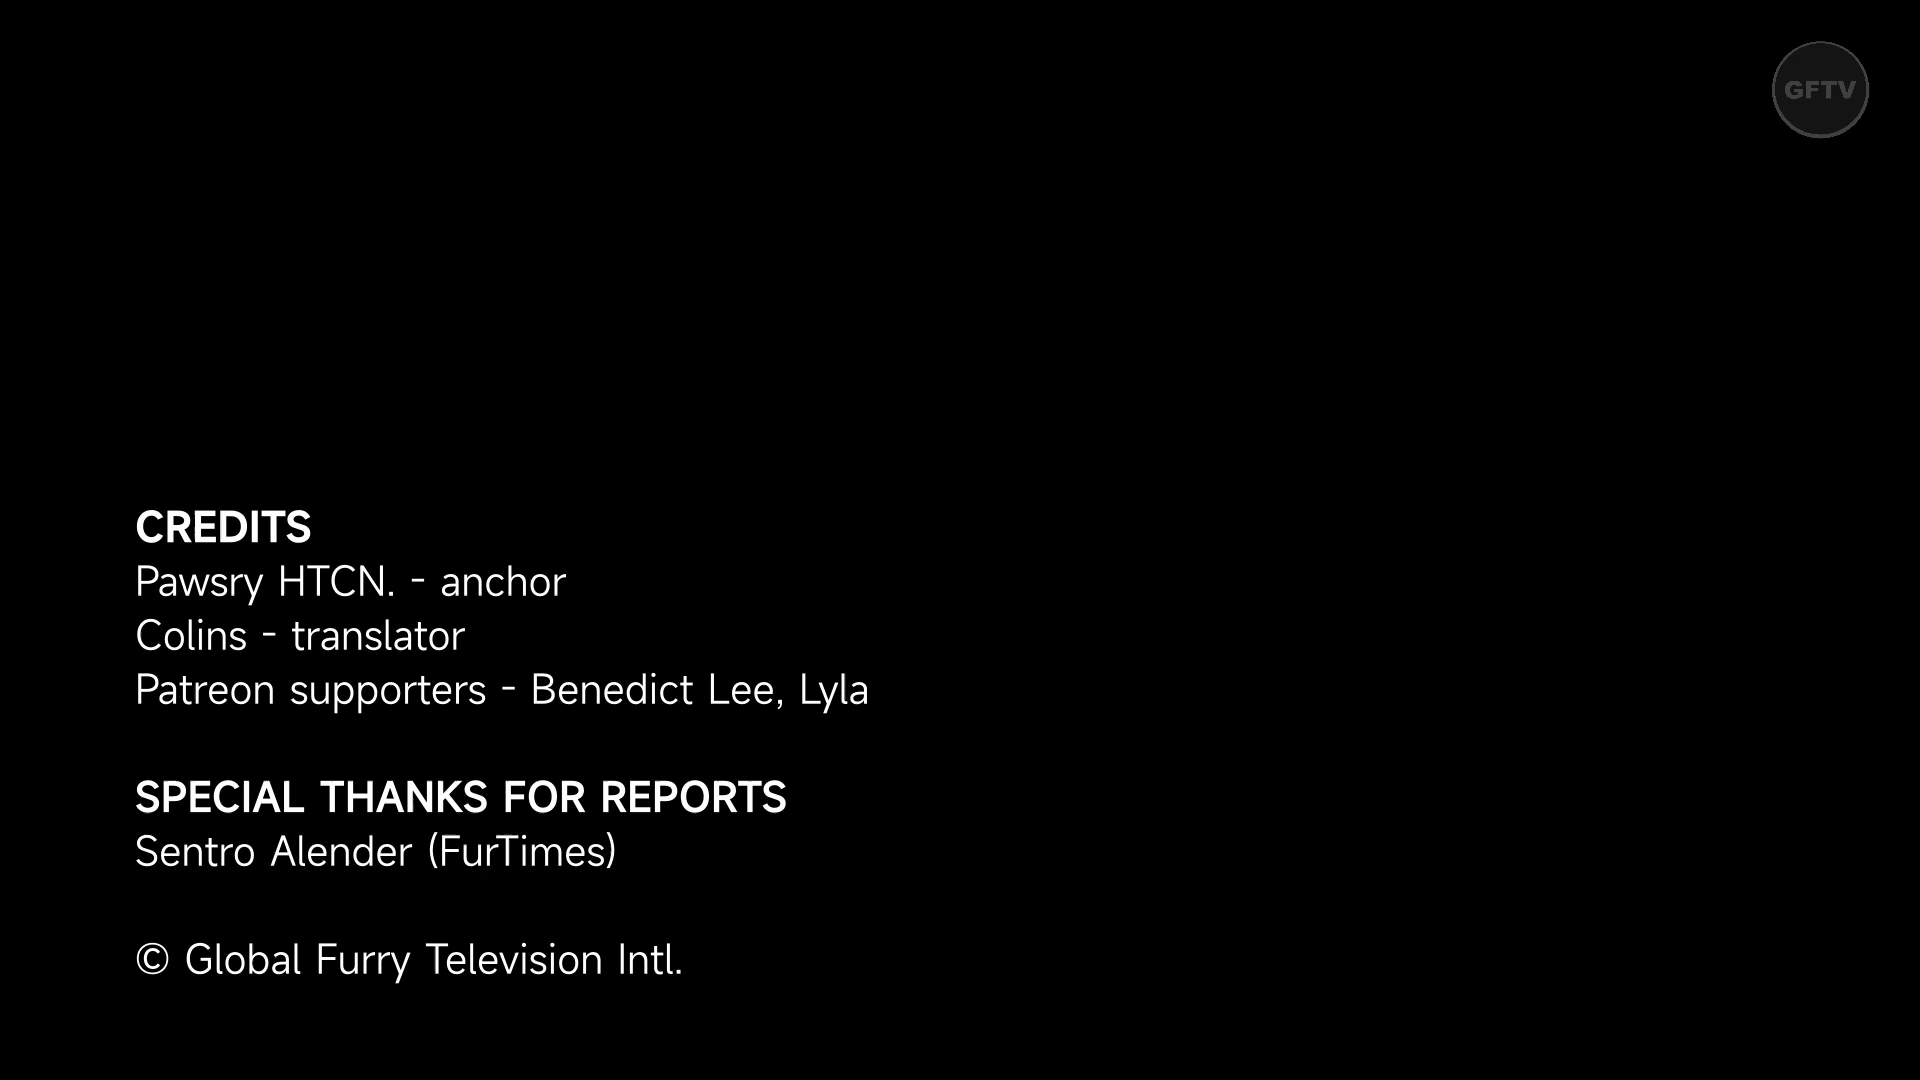 GFTV
CREDITS
Pawsry HTCN. - anchor
Colins - translator
Patreon supporters - Benedict Lee, Lyla
SPECIAL THANKS FOR REPORTS
Sentro Alender (FurTimes)
© Global Furry Television Intl.